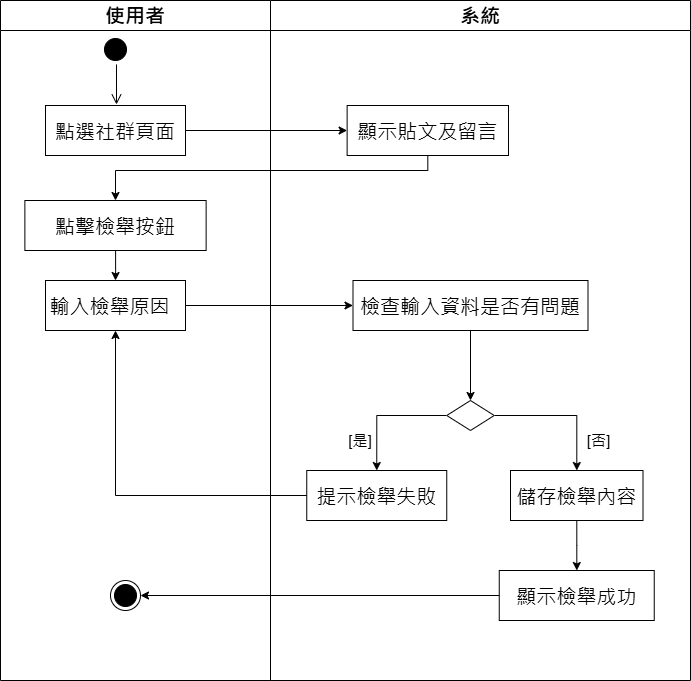 使用者
系統
點選社群頁面
顯示貼文及留言
點擊檢舉按鈕
輸入檢舉原因
檢查輸入資料是否有問題
[是]
[否]
提示檢舉失敗
儲存檢舉內容
顯示檢舉成功